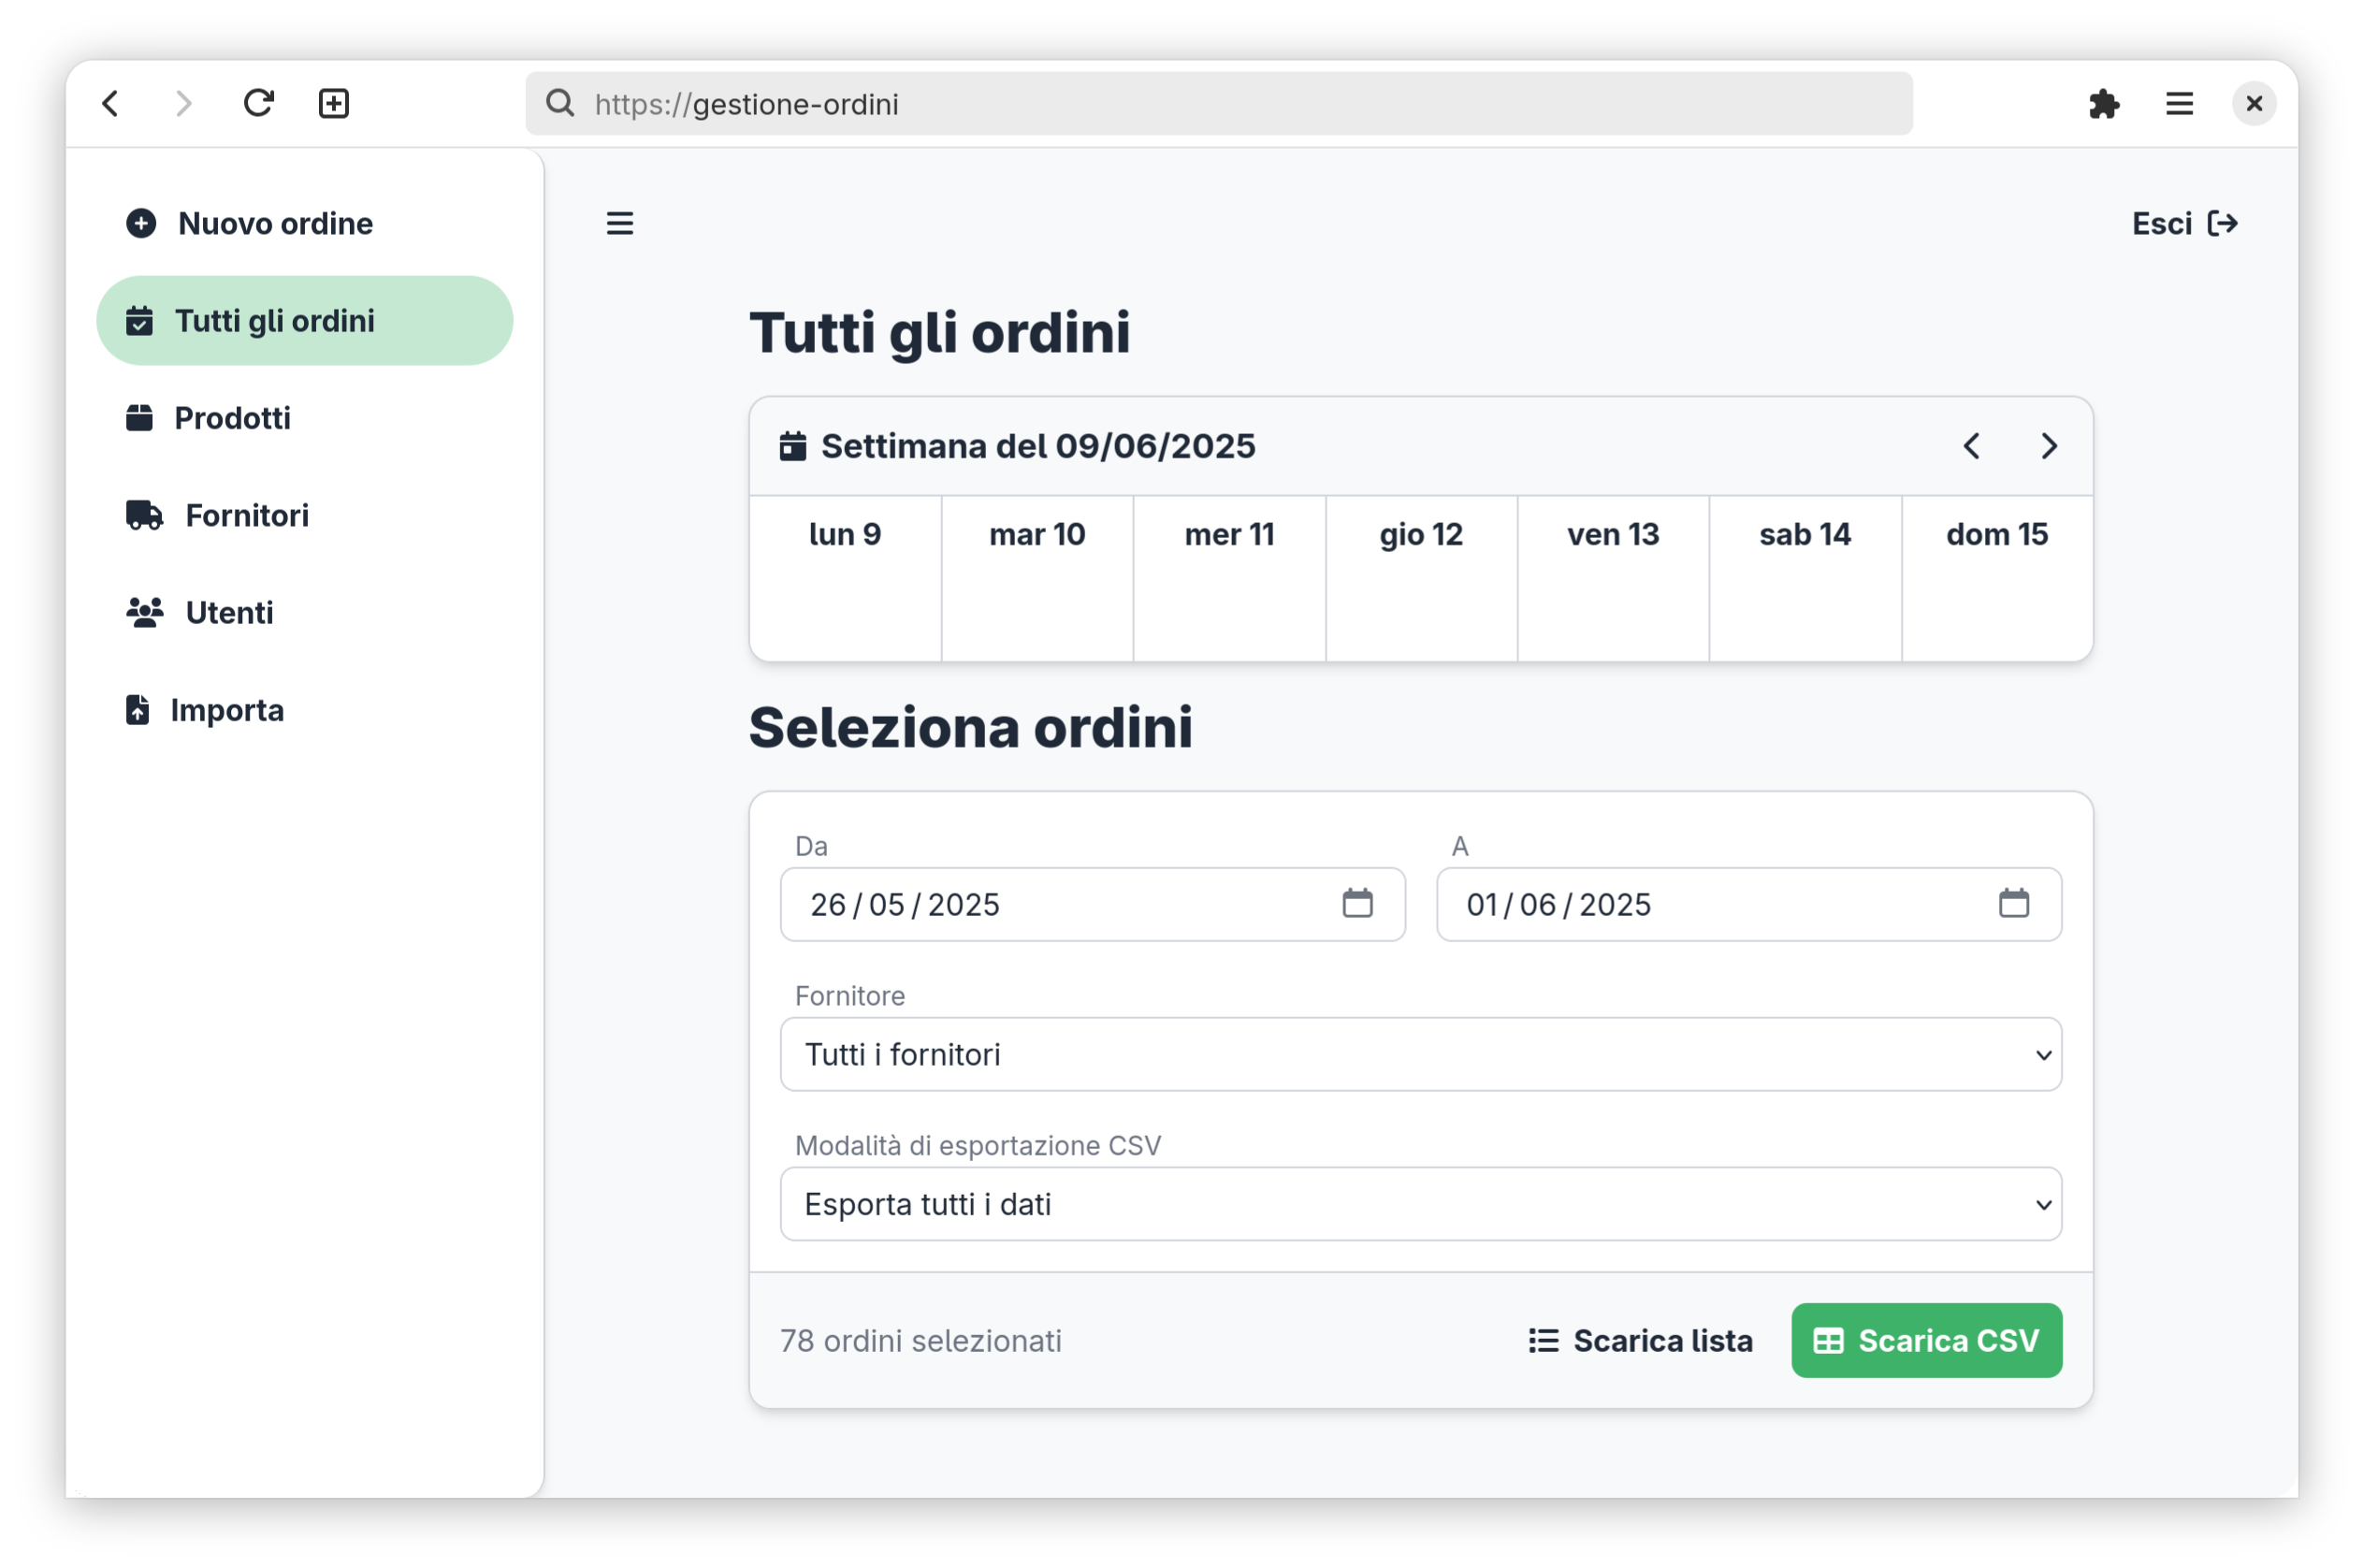 https://gestione-ordini
Nuovo ordine
Tutti gli ordini
Prodotti
Fornitori
Utenti
Importa
Esci
Tutti gli ordini
Settimana del 09/06/2025
lun 9 mar 10 mer 11 gio 12 ven 13 sab 14 dom 15
Seleziona ordini
Da A
26/05/2025 01/06/2025
Fornitore
Tutti i fornitori
Modalità di esportazione CSV
Esporta tutti i dati
78 ordini selezionati Scarica lista Scarica CSV